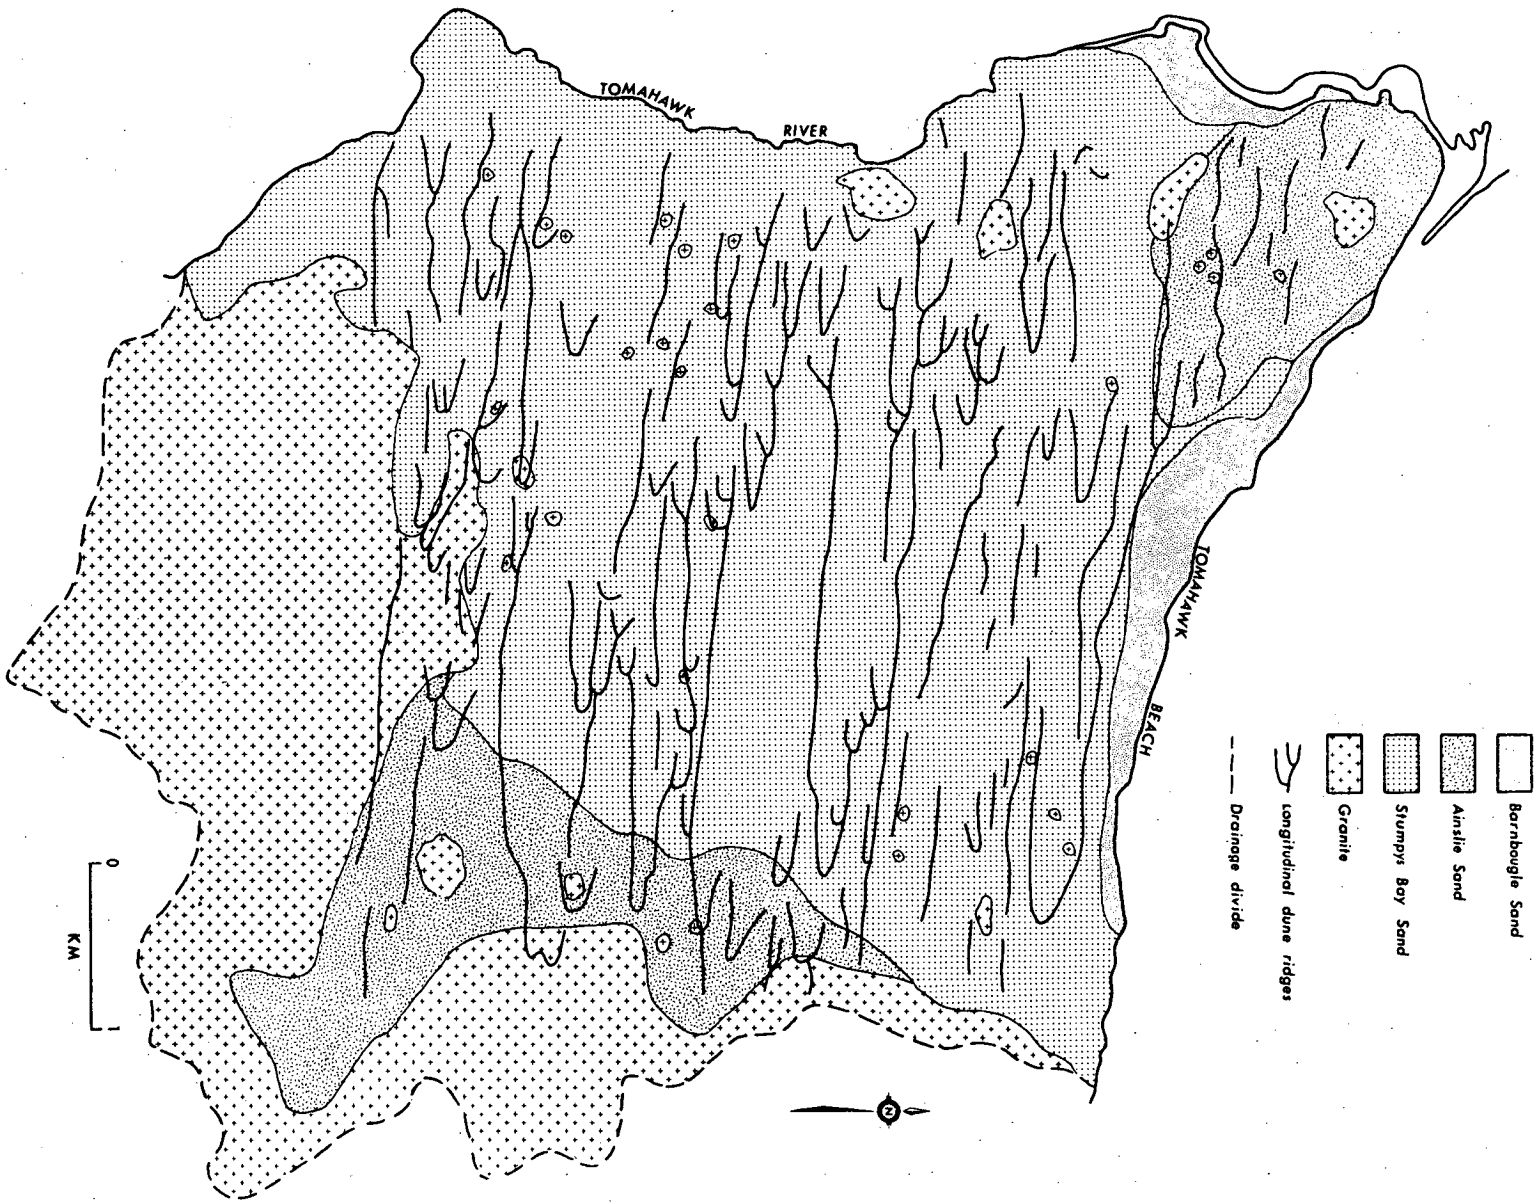 TOMAHAWK
RIVER
TOMAHAWK
BEACH
Barnbougle Sand
Ainslie Sand
Stumpys Bay Sand
Granite
Longitudinal dune ridges
Drainage divide
0 1
KM
N